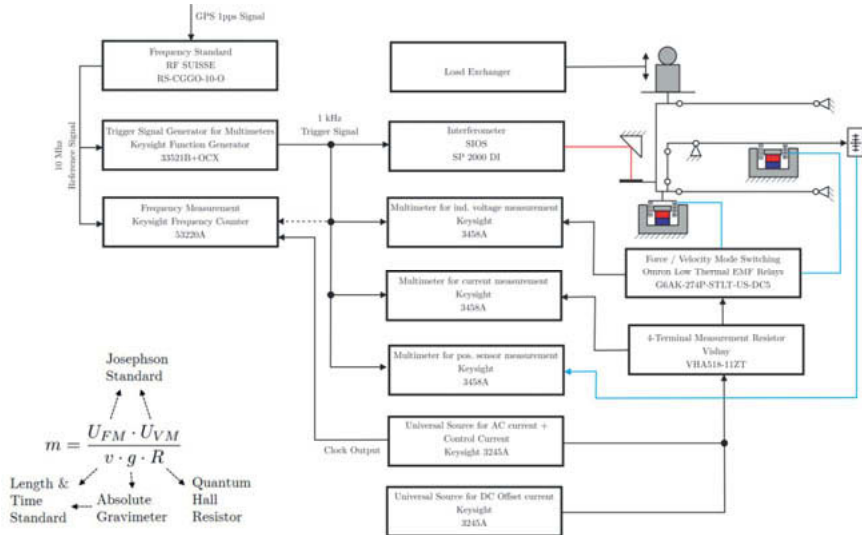 GPS 1pps Signal
Frequency Standard
RF SUISSE
RS-CGGO-10-O
Load Exchanger
10 Mhz
Reference Signal
Trigger Signal Generator for Multimeters
Keysight Function Generator
33521B+OCX
1 kHz
Trigger Signal
Interferometer
SIOS
SP 2000 DI
Frequency Measurement
Keysight Frequency Counter
53220A
Multimeter for ind. voltage measurement
Keysight
3458A
Force / Velocity Mode Switching
Omron Low Thermal EMF Relays
G6AK-274P-STLT-US-DC5
Multimeter for current measurement
Keysight
3458A
4-Terminal Measurement Resistor
Vishay
VHA518-11ZT
Multimeter for pos. sensor measurement
Keysight
3458A
Universal Source for AC current +
Control Current
Keysight 3245A
Clock Output
Universal Source for DC Offset current
Keysight
3245A
Josephson
Standard
m = U_FM · U_VM / v · g · R
Length &
Time
Standard
Absolute
Gravimeter
Quantum
Hall
Resistor